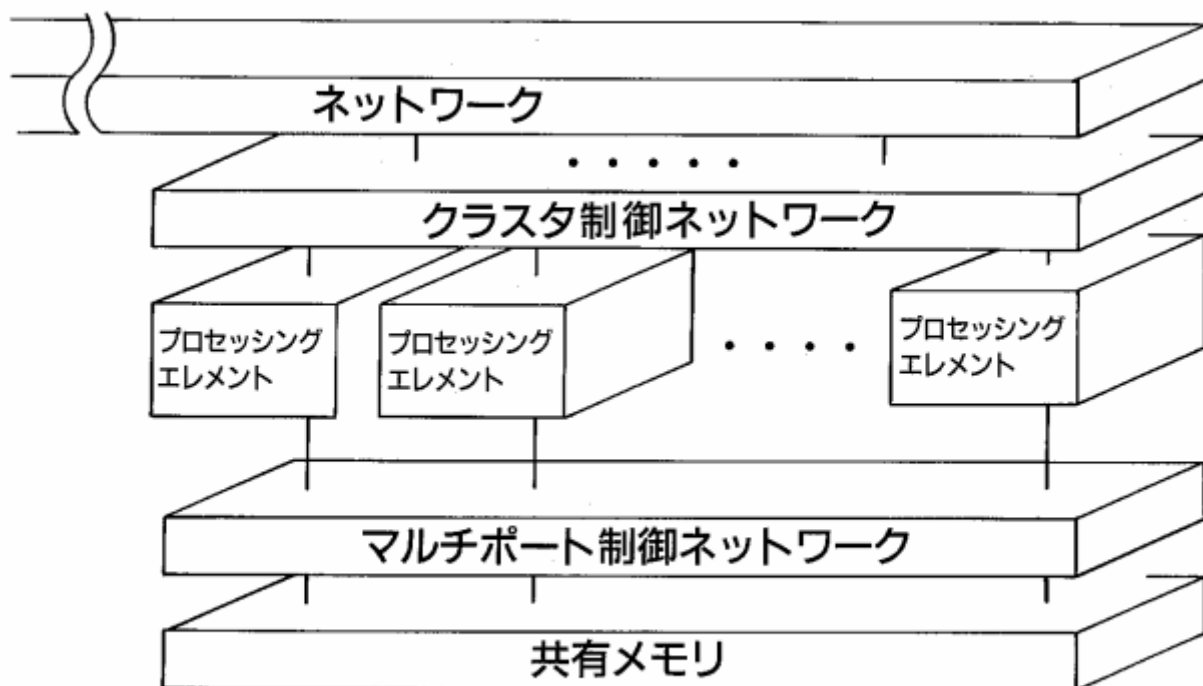 ネットワーク
クラスタ制御ネットワーク
プロセッシング
エレメント
プロセッシング
エレメント
プロセッシング
エレメント
マルチポート制御ネットワーク
共有メモリ